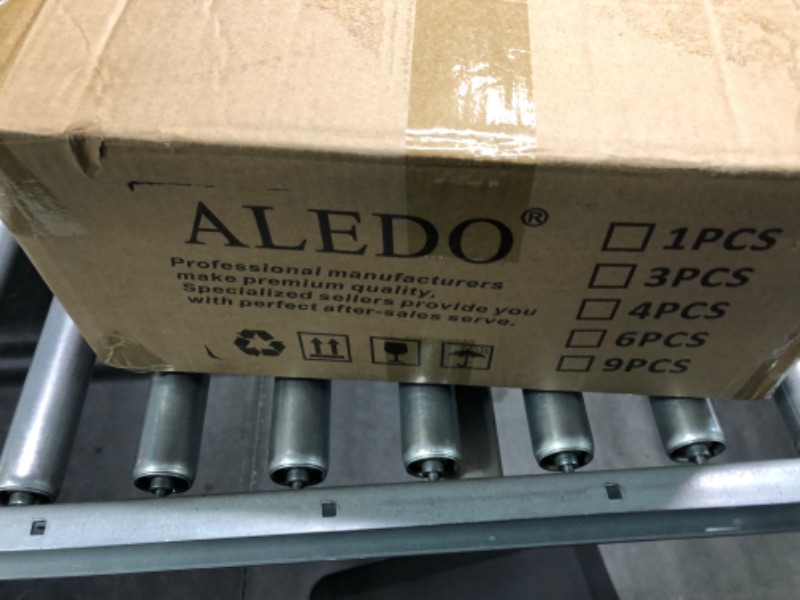 ALEDO®
Professional manufacturers
make premium quality,
Specialized sellers provide you
with perfect after-sales serve.
1PCS
3PCS
4PCS
6PCS
9PCS